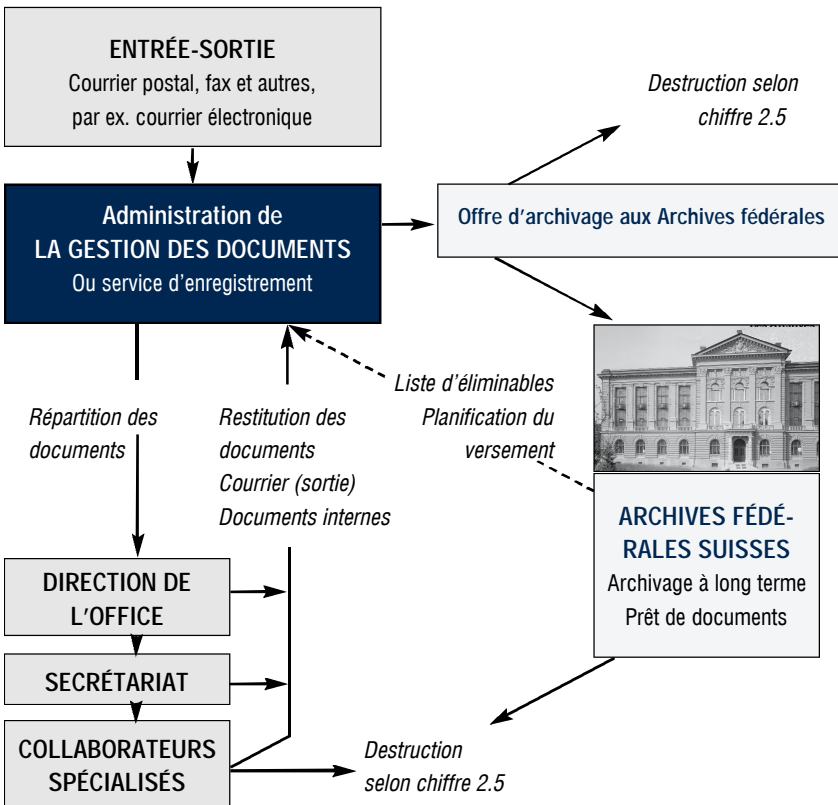 ENTRÉE-SORTIE
Courrier postal, fax et autres,
par ex. courrier électronique
Destruction selon
chiffre 2.5
Administration de
LA GESTION DES DOCUMENTS
Ou service d'enregistrement
Offre d'archivage aux Archives fédérales
Répartition des
documents
Restitution des
documents
Courrier (sortie)
Documents internes
Liste d'éliminables
Planification du
versement
ARCHIVES FÉDÉ-
RALES SUISSES
Archivage à long terme
Prêt de documents
DIRECTION DE
L'OFFICE
SECRÉTARIAT
COLLABORATEURS
SPÉCIALISÉS
Destruction
selon chiffre 2.5